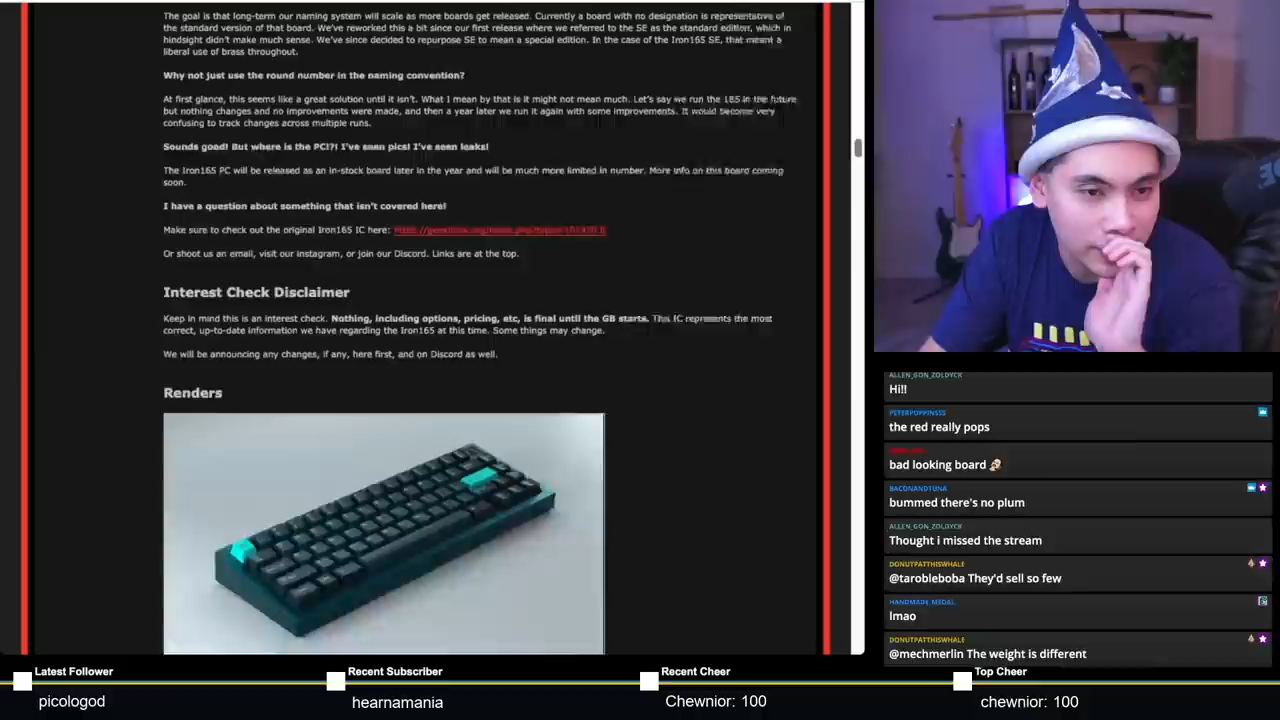 The goal is that long-term our naming system will scale as more boards get released. Currently a board with no designation is representative of
the standard version of that board. We've reworked this a bit since our first release where we referred to the SE as the standard edition, which in
hindsight didn't make much sense. We've since decided to repurpose SE to mean a special edition. In the case of the Iron165 SE, that meant a
liberal use of brass throughout.
Why not just use the round number in the naming convention?
At first glance, this seems like a great solution until it isn't. What I mean by that is it might not mean much. Let's say we run the 165 in the future
but nothing changes and no improvements were made, and then a year later we run it again with some improvements. It would become very
confusing to track changes across multiple runs.
Sounds good! But where is the PC!?! I've seen pics! I've seen leaks!
The Iron165 PC will be released as an in-stock board later in the year and will be much more limited in number. More info on this board coming
soon.
I have a question about something that isn't covered here!
Make sure to check out the original Iron165 IC here:
Or shoot us an email, visit our Instagram, or join our Discord. Links are at the top.
Interest Check Disclaimer
Keep in mind this is an interest check. Nothing, including options, pricing, etc, is final until the GB starts. This IC represents the most
correct, up-to-date information we have regarding the Iron165 at this time. Some things may change.
We will be announcing any changes, if any, here first, and on Discord as well.
Renders
ALLEN_GON_ZOLDYCK
Hi!!
PETERPOPPINSSS
the red really pops
bad looking board
BACONANDTUNA
bummed there's no plum
ALLEN_GON_ZOLDYCK
Thought i missed the stream
DONUTPATTHISWHALE
@tarobleboba They'd sell so few
HANDMADE_MEDAL
lmao
DONUTPATTHISWHALE
@mechmerlin The weight is different
Latest Follower
picologod
Recent Subscriber
hearnamania
Recent Cheer
Chewnior: 100
Top Cheer
chewnior: 100